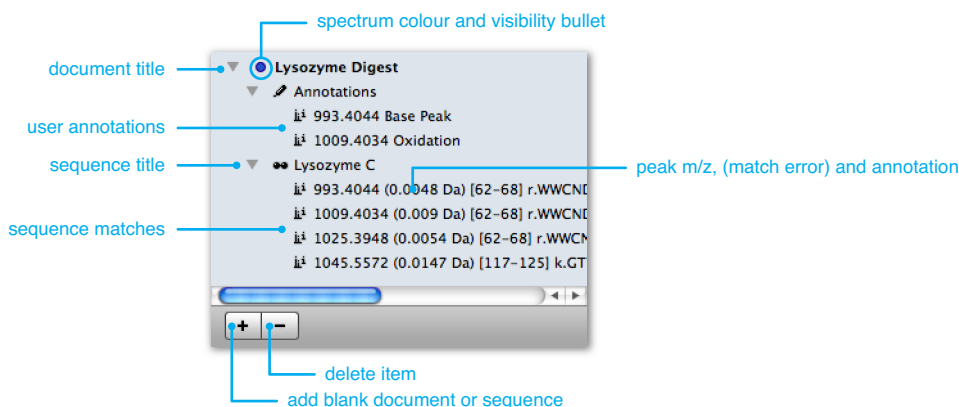 spectrum colour and visibility bullet
document title
Lysozyme Digest
Annotations
993.4044 Base Peak
user annotations
1009.4034 Oxidation
sequence title
Lysozyme C
peak m/z, (match error) and annotation
993.4044 (0.0048 Da) [62-68] r.WWCND
1009.4034 (0.009 Da) [62-68] r.WWCND
sequence matches
1025.3948 (0.0054 Da) [62-68] r.WWCN
1045.5572 (0.0147 Da) [117-125] k.GT
+ −
delete item
add blank document or sequence